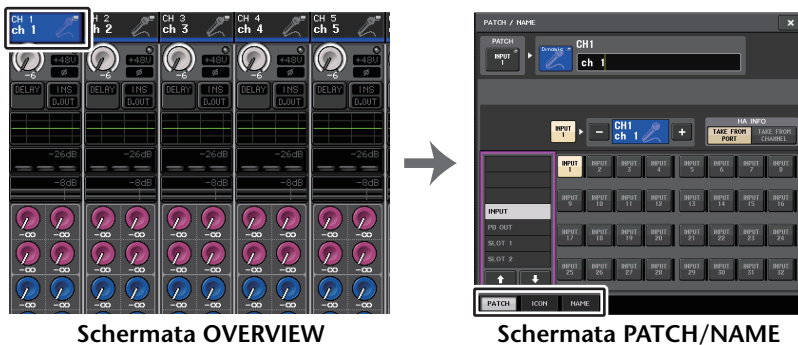 CH 1 CH 2 CH 3 CH 4 CH 5
ch 1 ch 2 ch 3 ch 4 ch 5
-6 +48V -6 +48V -6 +48V -6 +48V -6 +48V
Ø Ø Ø Ø Ø
DELAY INS DELAY INS DELAY INS DELAY INS DELAY INS
D.OUT D.OUT D.OUT D.OUT D.OUT
-26dB -26dB -26dB -26dB -26dB
-8dB -8dB -8dB -8dB -8dB
-∞ -∞ -∞ -∞ -∞ -∞ -∞ -∞ -∞ -∞
-∞ -∞ -∞ -∞ -∞ -∞ -∞ -∞ -∞ -∞
-∞ -∞ -∞ -∞ -∞ -∞ -∞ -∞ -∞ -∞
Schermata OVERVIEW
PATCH / NAME
PATCH
INPUT 1
Dynamic
CH1
ch 1
INPUT 1
CH1
ch 1
HA INFO
TAKE FROM PORT
TAKE FROM CHANNEL
INPUT
PB OUT
SLOT 1
SLOT 2
INPUT 1 INPUT 2 INPUT 3 INPUT 4 INPUT 5 INPUT 6 INPUT 7 INPUT 8
INPUT 9 INPUT 10 INPUT 11 INPUT 12 INPUT 13 INPUT 14 INPUT 15 INPUT 16
INPUT 17 INPUT 18 INPUT 19 INPUT 20 INPUT 21 INPUT 22 INPUT 23 INPUT 24
INPUT 25 INPUT 26 INPUT 27 INPUT 28 INPUT 29 INPUT 30 INPUT 31 INPUT 32
PATCH ICON NAME
Schermata PATCH/NAME